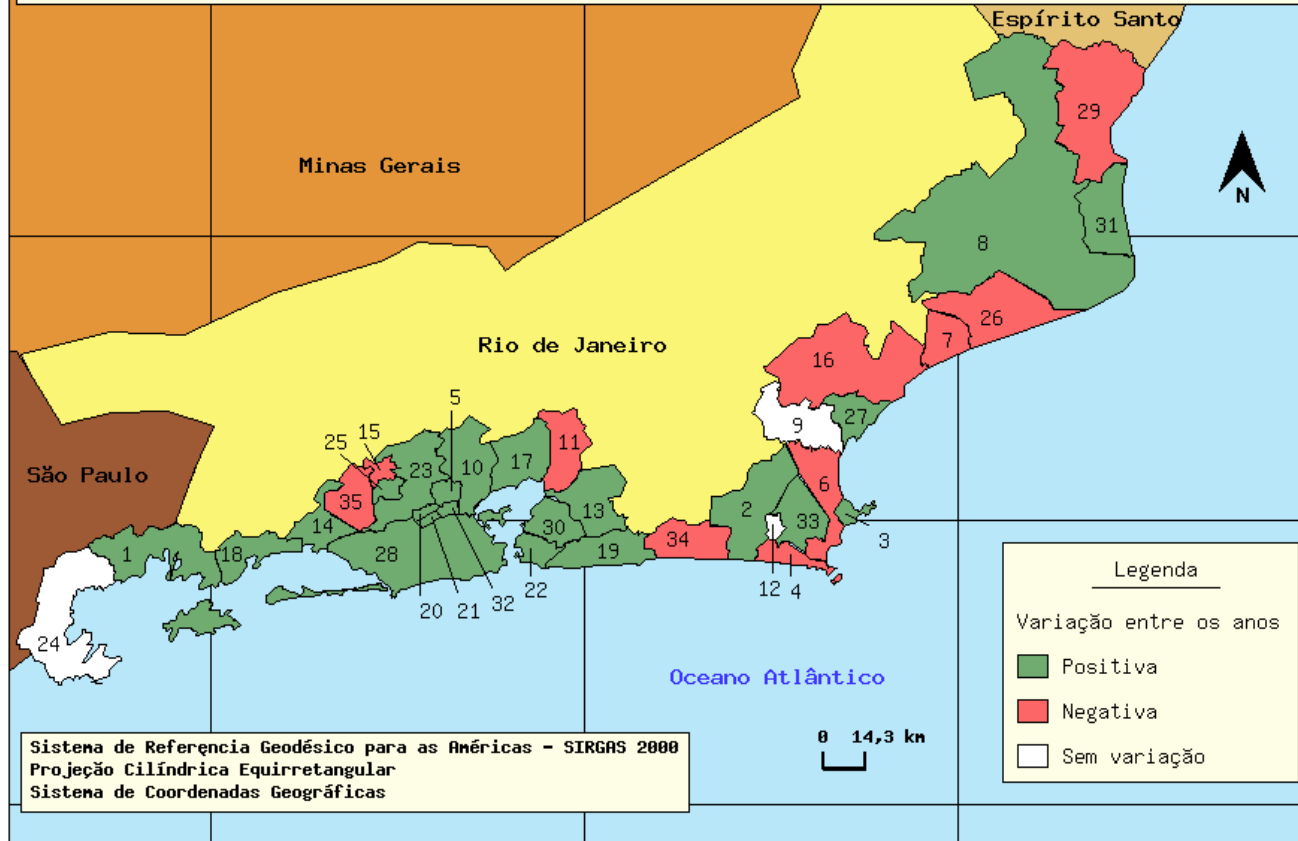 Espírito Santo
29
Minas Gerais
31
8
26
7
Rio de Janeiro
16
5
27
9
15
25
11
17
23
10
São Paulo
6
35
2
13
14
30
33
34
3
28
19
1
18
12
4
22
32
20
21
24
N
Oceano Atlântico
0 14,3 km
Legenda
Variação entre os anos
Positiva
Negativa
Sem variação
Sistema de Referençia Geodésico para as Américas - SIRGAS 2000
Projeção Cilíndrica Equirretangular
Sistema de Coordenadas Geográficas